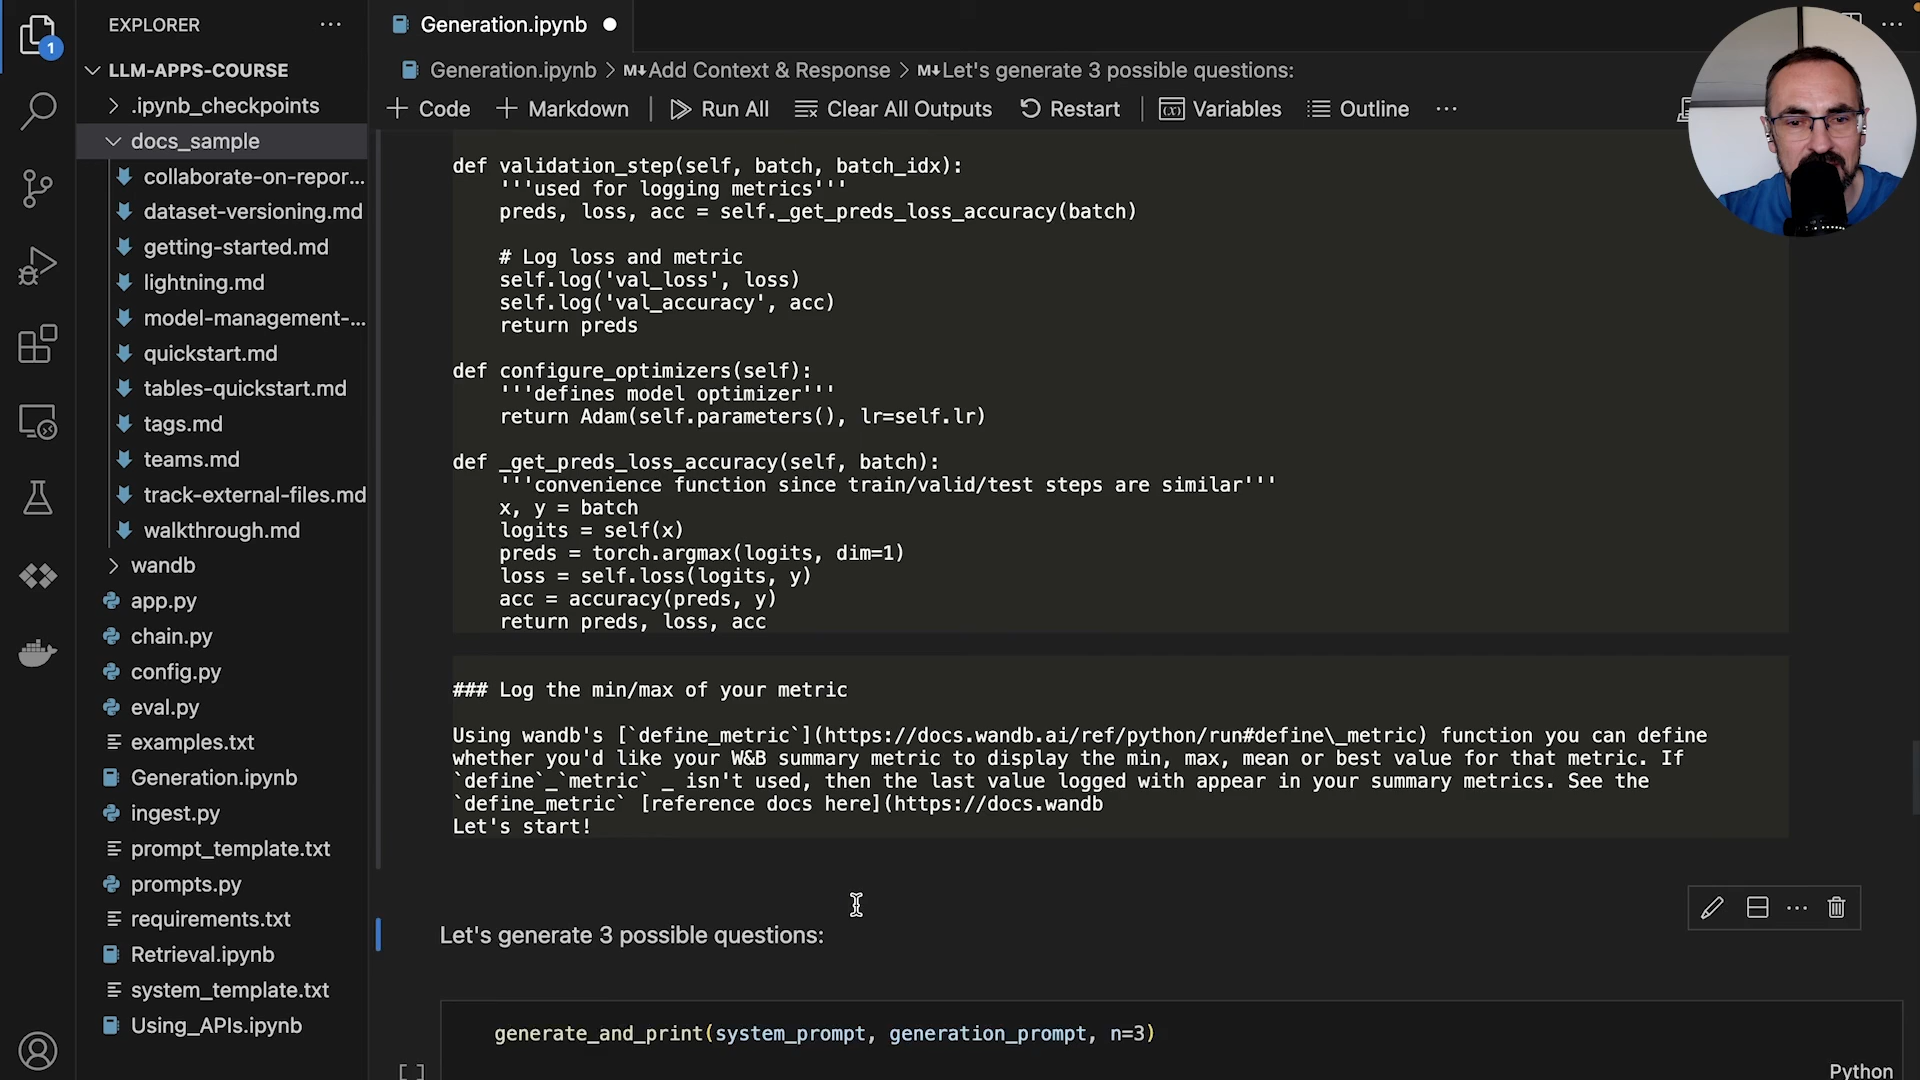 EXPLORER
1
LLM-APPS-COURSE
.ipynb_checkpoints
docs_sample
collaborate-on-repor...
dataset-versioning.md
getting-started.md
lightning.md
model-management-...
quickstart.md
tables-quickstart.md
tags.md
teams.md
track-external-files.md
walkthrough.md
wandb
app.py
chain.py
config.py
eval.py
examples.txt
Generation.ipynb
ingest.py
prompt_template.txt
prompts.py
requirements.txt
Retrieval.ipynb
system_template.txt
Using_APIs.ipynb
Generation.ipynb
Generation.ipynb > M↓Add Context & Response > M↓Let's generate 3 possible questions:
+ Code + Markdown | Run All Clear All Outputs Restart | Variables Outline ...
def validation_step(self, batch, batch_idx):
'''used for logging metrics'''
preds, loss, acc = self._get_preds_loss_accuracy(batch)
# Log loss and metric
self.log('val_loss', loss)
self.log('val_accuracy', acc)
return preds
def configure_optimizers(self):
'''defines model optimizer'''
return Adam(self.parameters(), lr=self.lr)
def _get_preds_loss_accuracy(self, batch):
'''convenience function since train/valid/test steps are similar'''
x, y = batch
logits = self(x)
preds = torch.argmax(logits, dim=1)
loss = self.loss(logits, y)
acc = accuracy(preds, y)
return preds, loss, acc
### Log the min/max of your metric
Using wandb's [`define_metric`](https://docs.wandb.ai/ref/python/run#define\_metric) function you can define
whether you'd like your W&B summary metric to display the min, max, mean or best value for that metric. If
`define`_`metric` _ isn't used, then the last value logged with appear in your summary metrics. See the
`define_metric` [reference docs here](https://docs.wandb
Let's start!
Let's generate 3 possible questions:
generate_and_print(system_prompt, generation_prompt, n=3)
[ ]
Python